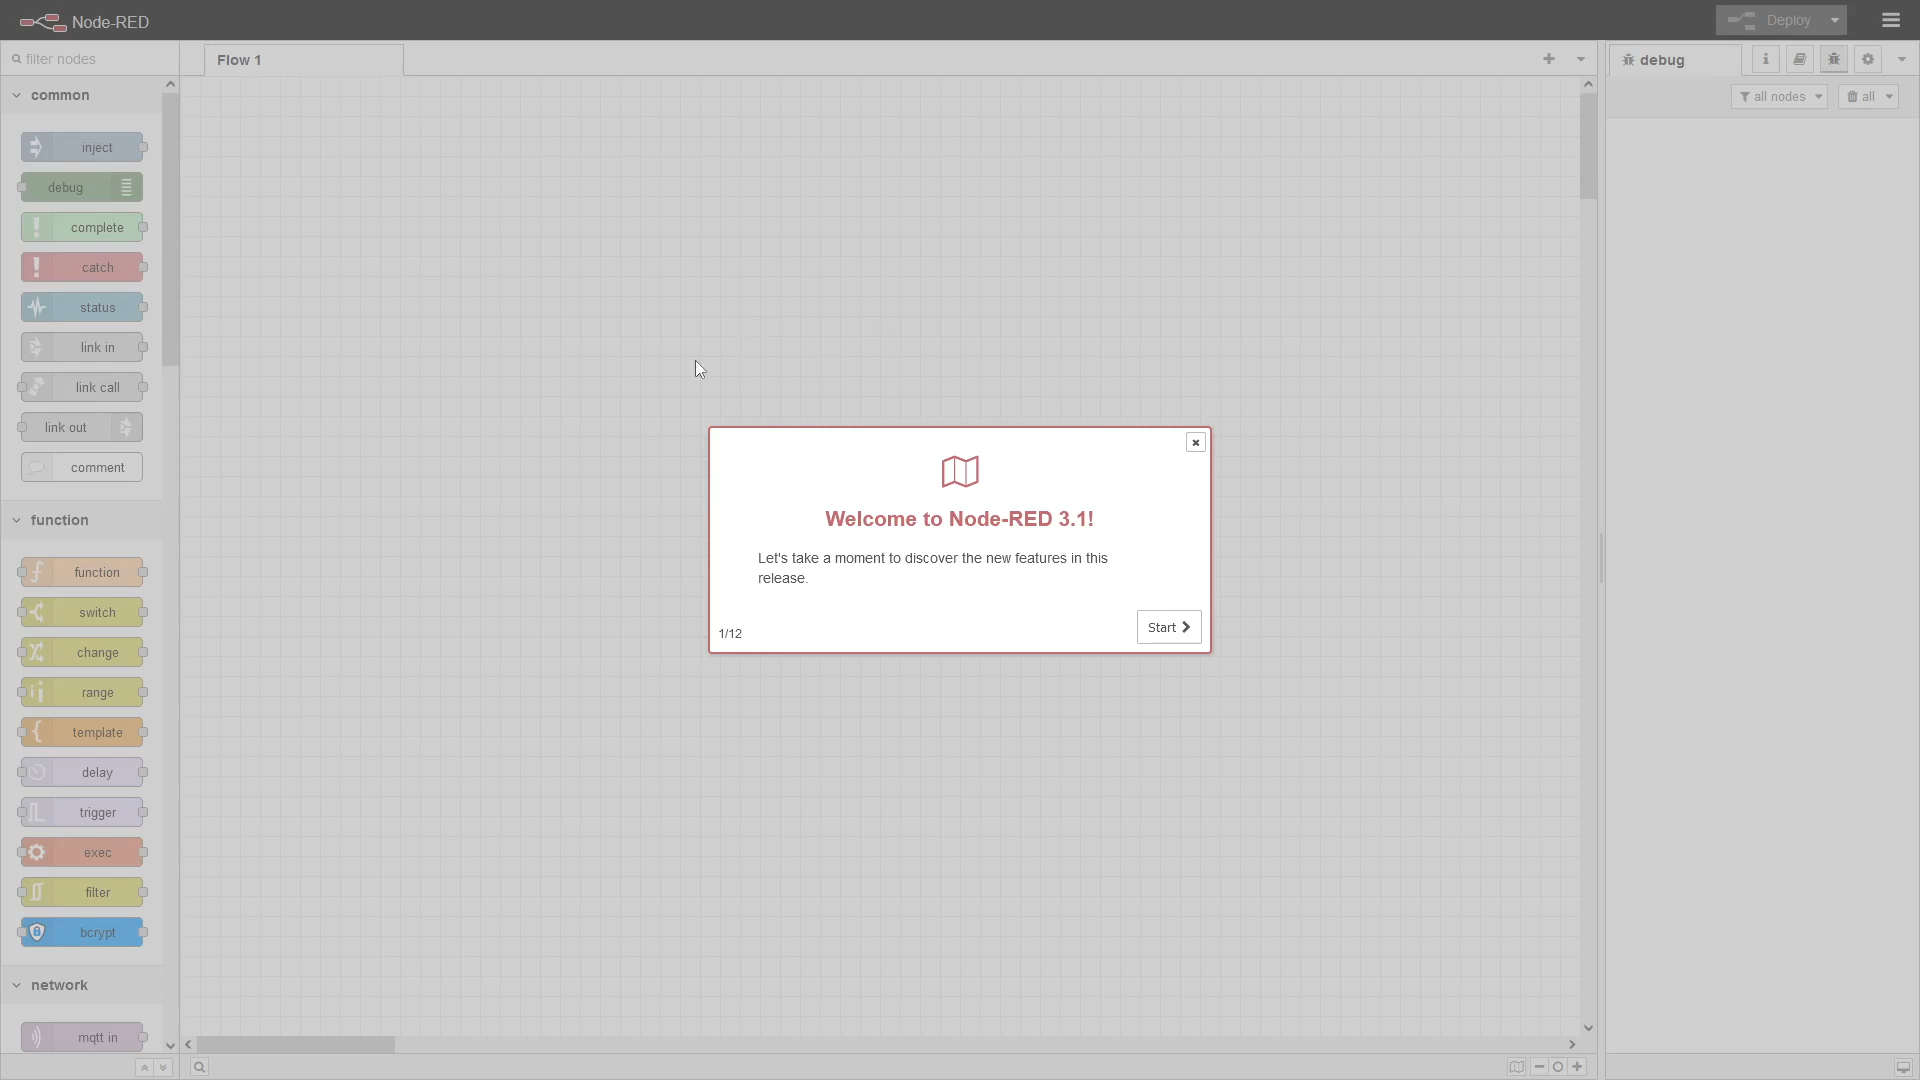 Node-RED
Deploy
filter nodes
Flow 1
debug
all nodes
all
common
inject
debug
complete
catch
status
link in
link call
link out
comment
function
function
switch
change
range
template
delay
trigger
exec
filter
bcrypt
network
mqtt in
Welcome to Node-RED 3.1!
Let's take a moment to discover the new features in this
release.
1/12
Start